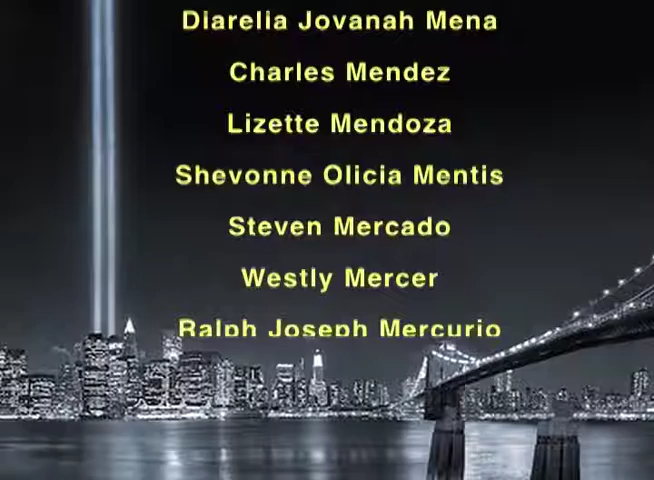 Diarelia Jovanah Mena
Charles Mendez
Lizette Mendoza
Shevonne Olicia Mentis
Steven Mercado
Westly Mercer
Ralph Joseph Mercurio